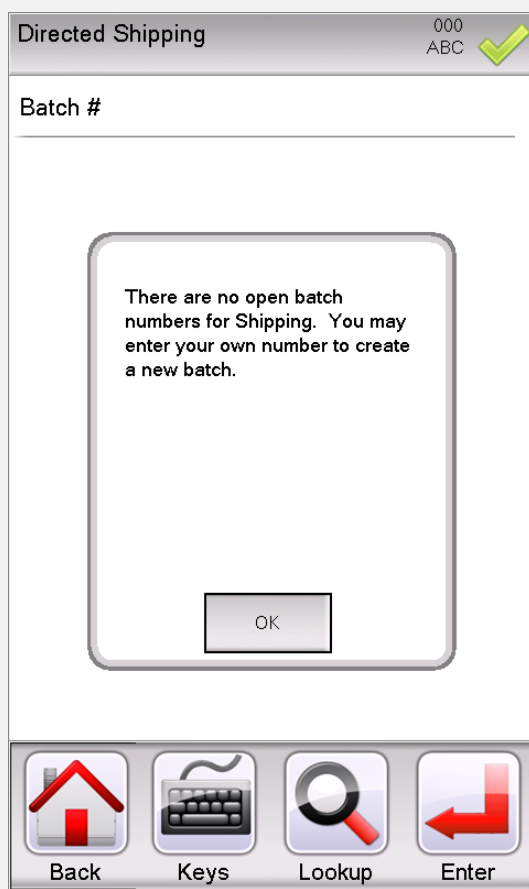 Directed Shipping
000
ABC
Batch #
There are no open batch
numbers for Shipping.  You may
enter your own number to create
a new batch.
OK
Back
Keys
Lookup
Enter